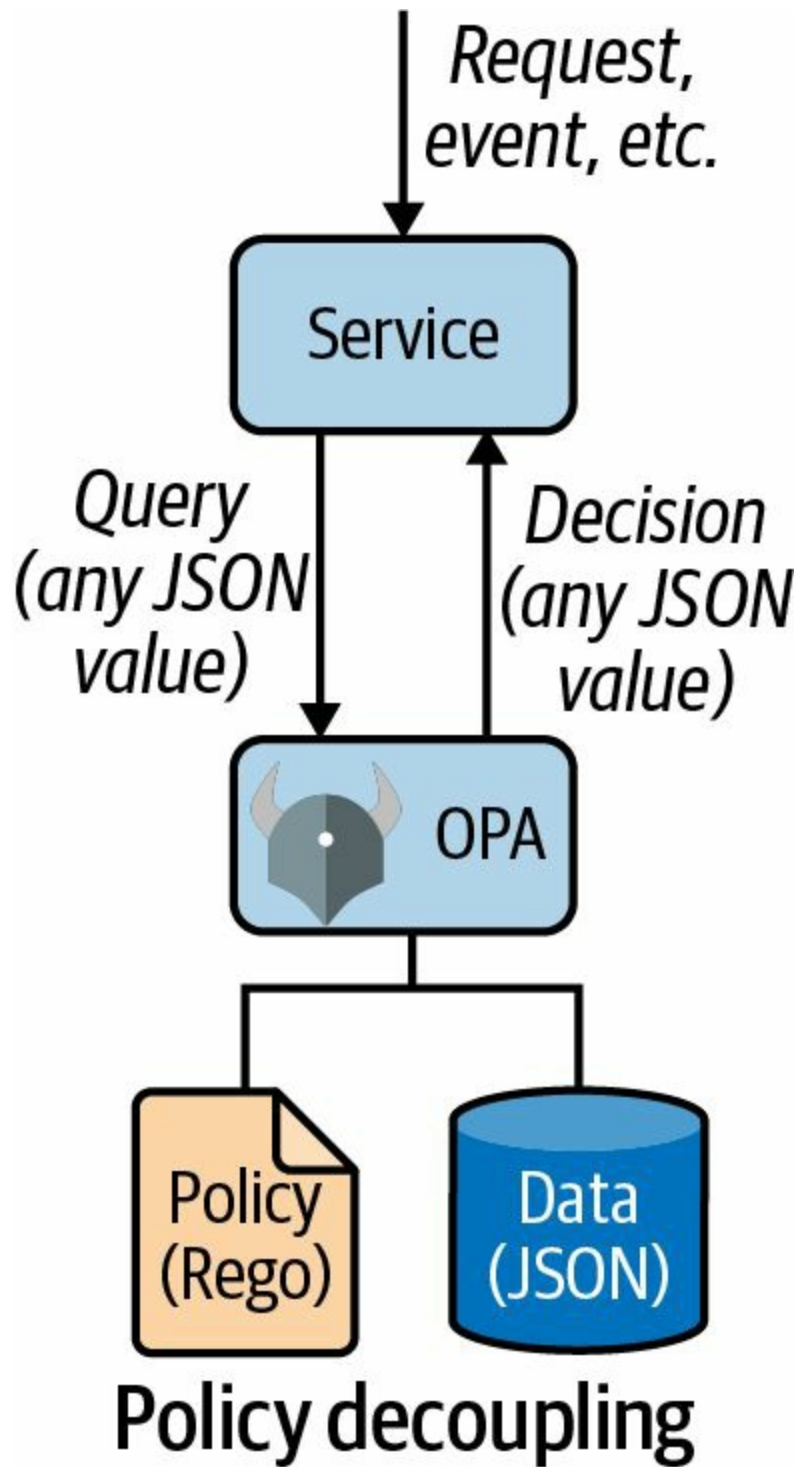 Request,
event, etc.
Service
Query
(any JSON
value)
Decision
(any JSON
value)
OPA
Policy
(Rego)
Data
(JSON)
Policy decoupling